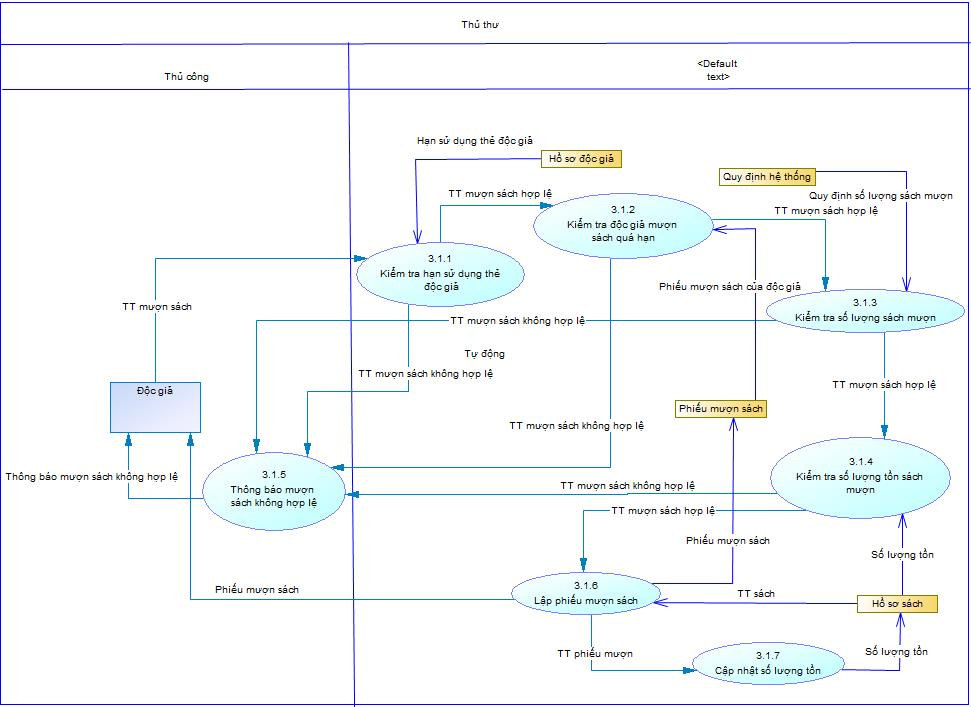 Thủ thư
Thủ công
<Default
text>
Hạn sử dụng thẻ độc giả
Hồ sơ độc giả
Quy định hệ thống
TT mượn sách hợp lệ
Quy định số lượng sách mượn
TT mượn sách hợp lệ
3.1.2
Kiểm tra độc giả mượn
sách quá hạn
3.1.1
Kiểm tra hạn sử dụng thẻ
độc giả
Phiếu mượn sách của độc giả
TT mượn sách
3.1.3
Kiểm tra số lượng sách mượn
TT mượn sách không hợp lệ
Tự động
TT mượn sách không hợp lệ
TT mượn sách hợp lệ
Độc giả
Phiếu mượn sách
TT mượn sách không hợp lệ
3.1.4
Kiểm tra số lượng tồn sách
mượn
Thông báo mượn sách không hợp lệ
3.1.5
Thông báo mượn
sách không hợp lệ
TT mượn sách không hợp lệ
TT mượn sách hợp lệ
Phiếu mượn sách
Số lượng tồn
Phiếu mượn sách
3.1.6
Lập phiếu mượn sách
TT sách
Hồ sơ sách
TT phiếu mượn
Số lượng tồn
3.1.7
Cập nhật số lượng tồn